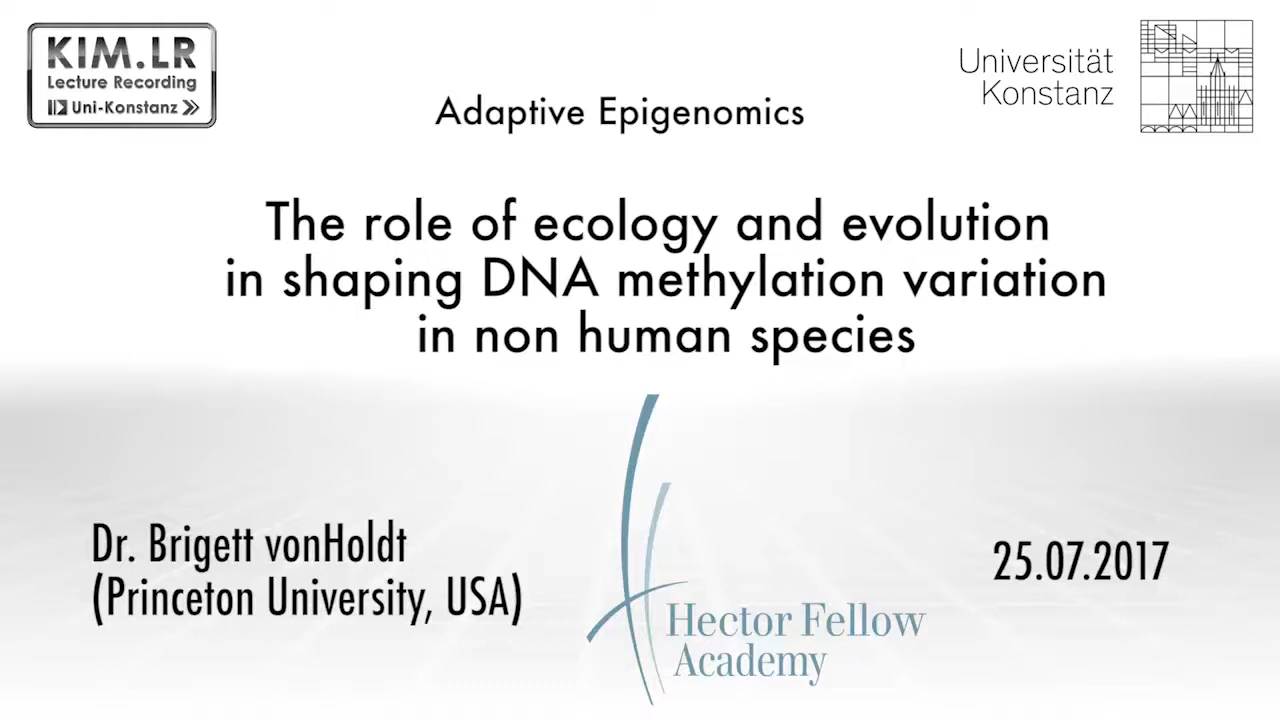 KIM.LR
Lecture Recording
Uni-Konstanz
Universität
Konstanz
Adaptive Epigenomics
The role of ecology and evolution
in shaping DNA methylation variation
in non human species
Dr. Brigett vonHoldt
(Princeton University, USA)
25.07.2017
Hector Fellow
Academy